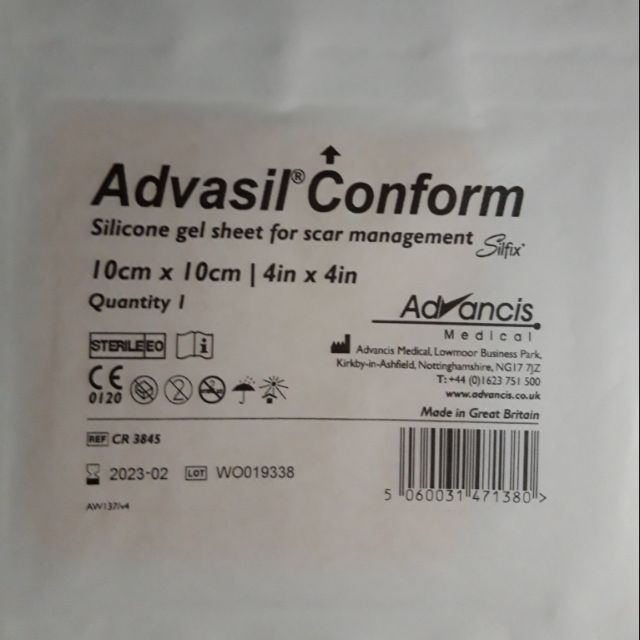 Advasil® Conform
Silicone gel sheet for scar management
Silfix®
10cm x 10cm | 4in x 4in
Quantity 1
Advancis
Medical
STERILE EO
i
Advancis Medical, Lowmoor Business Park,
Kirkby-in-Ashfield, Nottinghamshire, NG17 7JZ
T: +44 (0)1623 751 500
www.advancis.co.uk
CE
0120
Made in Great Britain
REF CR 3845
2023-02 LOT WO019338
5 060031 471380 >
AW137/v4